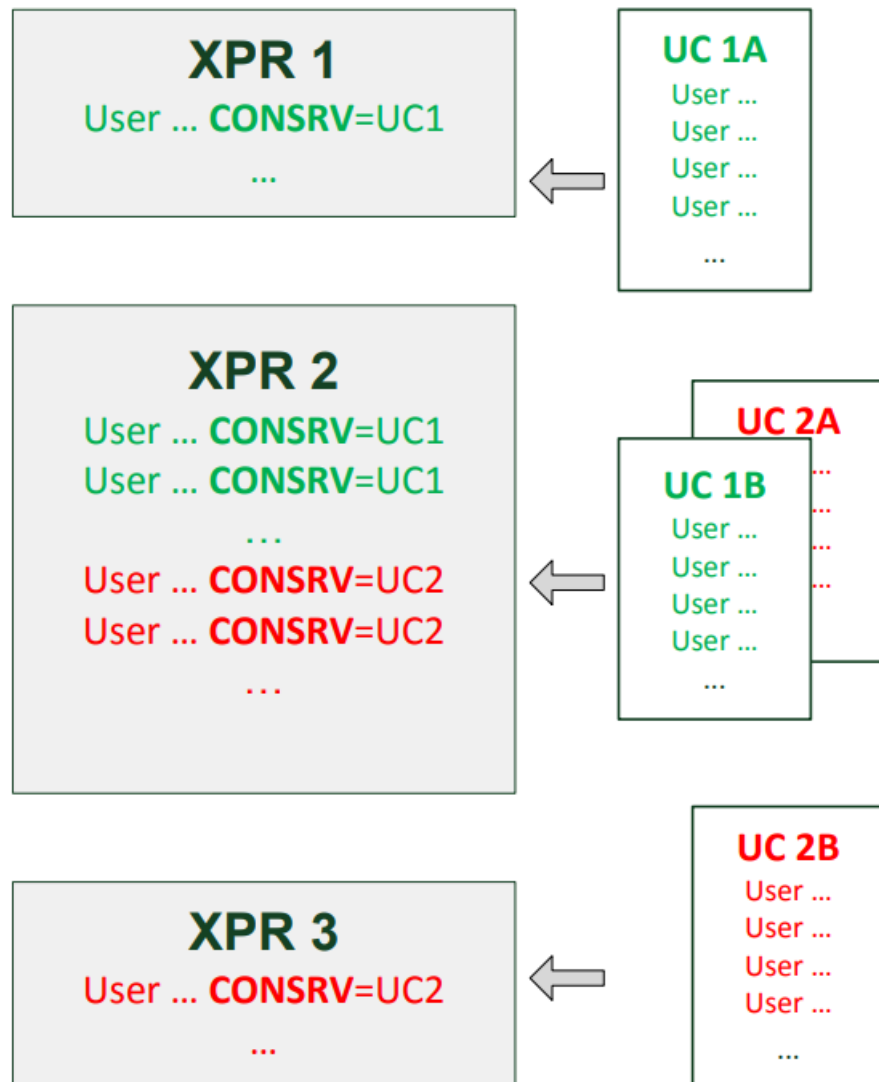 XPR 1
User ... CONSRV=UC1
...
UC 1A
User ...
User ...
User ...
User ...
...
XPR 2
User ... CONSRV=UC1
User ... CONSRV=UC1
...
User ... CONSRV=UC2
User ... CONSRV=UC2
...
UC 2A
...
...
...
...
UC 1B
User ...
User ...
User ...
User ...
...
XPR 3
User ... CONSRV=UC2
...
UC 2B
User ...
User ...
User ...
User ...
...